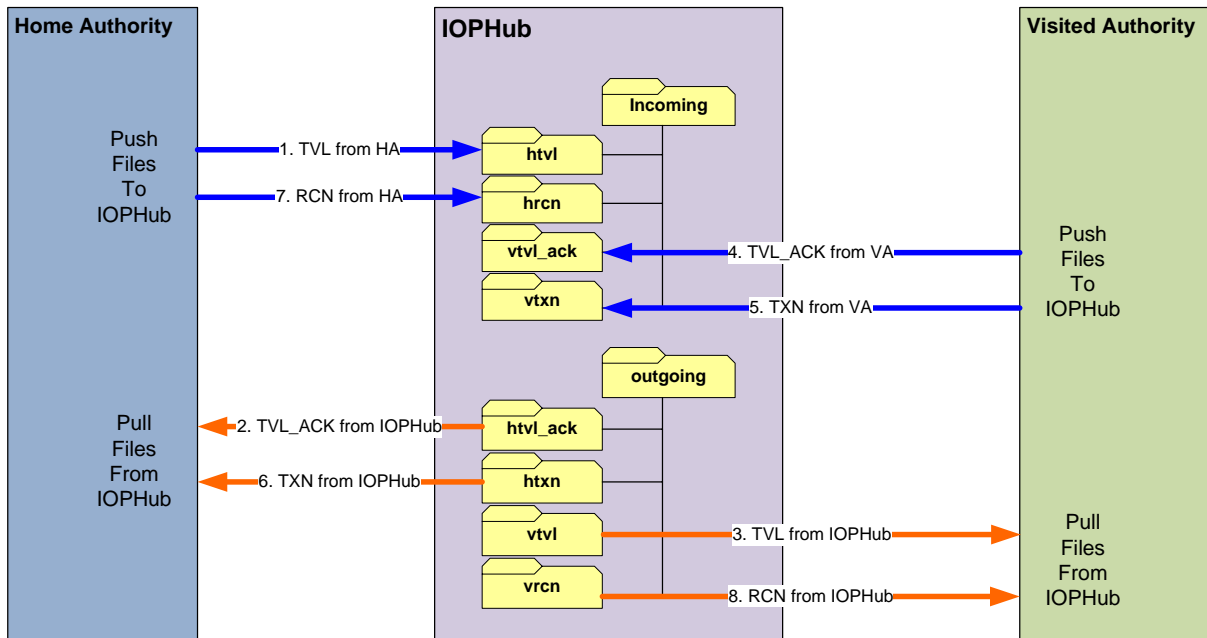 Home Authority
IOPHub
Visited Authority
Incoming
Push
Files
To
IOPHub
1. TVL from HA
htvl
7. RCN from HA
hrcn
vtvl_ack
4. TVL_ACK from VA
vtxn
5. TXN from VA
Push
Files
To
IOPHub
outgoing
Pull
Files
From
IOPHub
2. TVL_ACK from IOPHub
htvl_ack
6. TXN from IOPHub
htxn
vtvl
3. TVL from IOPHub
vrcn
8. RCN from IOPHub
Pull
Files
From
IOPHub